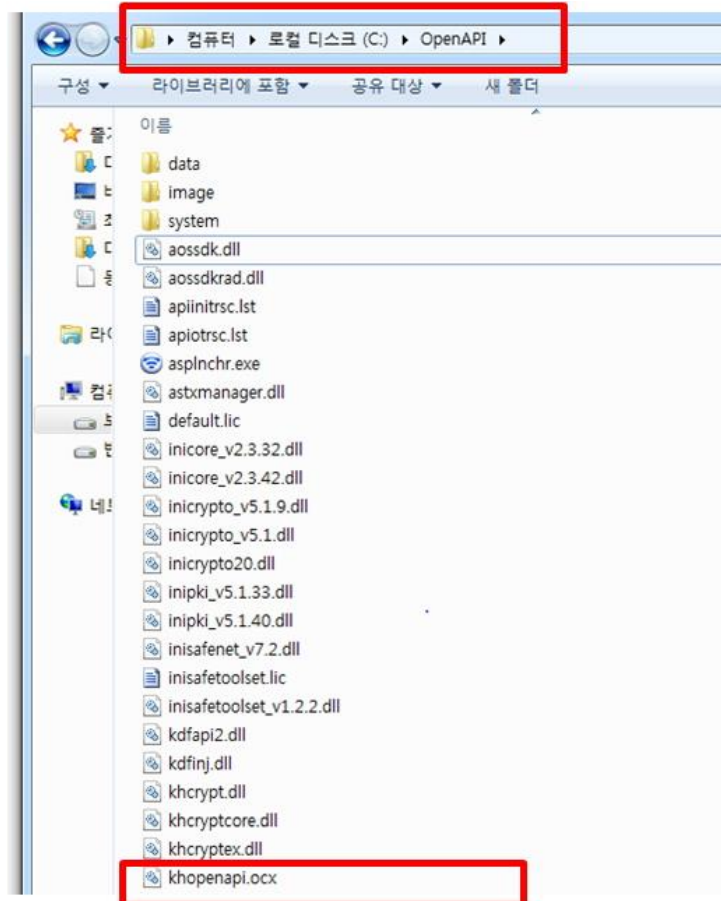 컴퓨터 ▸ 로컬 디스크 (C:) ▸ OpenAPI ▸
구성 라이브러리에 포함 공유 대상 새 폴더
이름
data
image
system
aossdk.dll
aossdkrad.dll
apiinitrsc.lst
apiotrsc.lst
asplnchr.exe
astxmanager.dll
default.lic
inicore_v2.3.32.dll
inicore_v2.3.42.dll
inicrypto_v5.1.9.dll
inicrypto_v5.1.dll
inicrypto20.dll
inipki_v5.1.33.dll
inipki_v5.1.40.dll
inisafenet_v7.2.dll
inisafetoolset.lic
inisafetoolset_v1.2.2.dll
kdfapi2.dll
kdfinj.dll
khcrypt.dll
khcryptcore.dll
khcryptex.dll
khopenapi.ocx